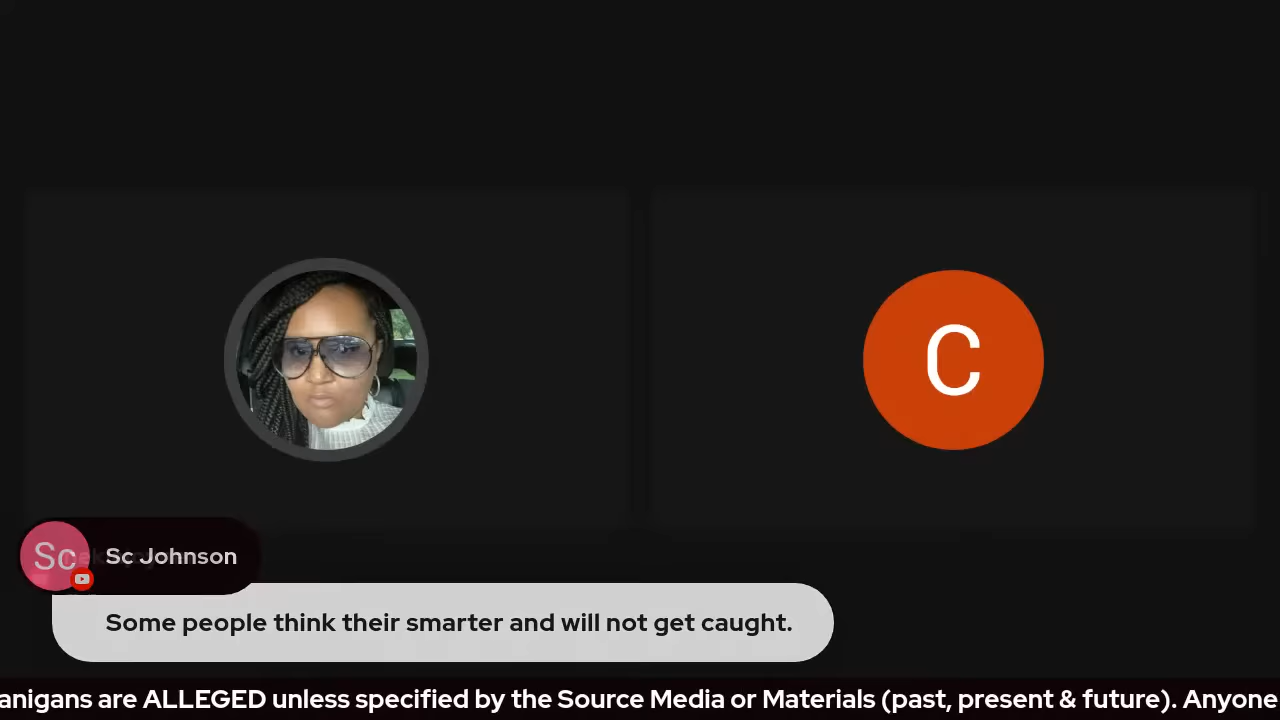 C
Sc
Sc Johnson
Some people think their smarter and will not get caught.
anigans are ALLEGED unless specified by the Source Media or Materials (past, present & future). Anyone